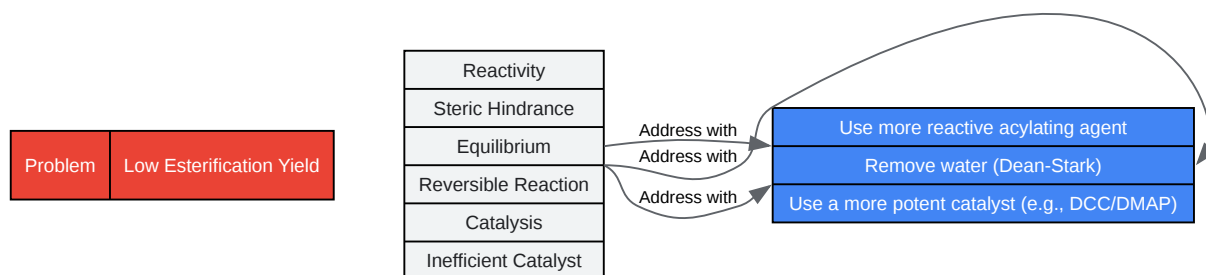 Problem
Low Esterification Yield
Reactivity
Steric Hindrance
Equilibrium
Reversible Reaction
Catalysis
Inefficient Catalyst
Address with
Address with
Address with
Use more reactive acylating agent
Remove water (Dean-Stark)
Use a more potent catalyst (e.g., DCC/DMAP)